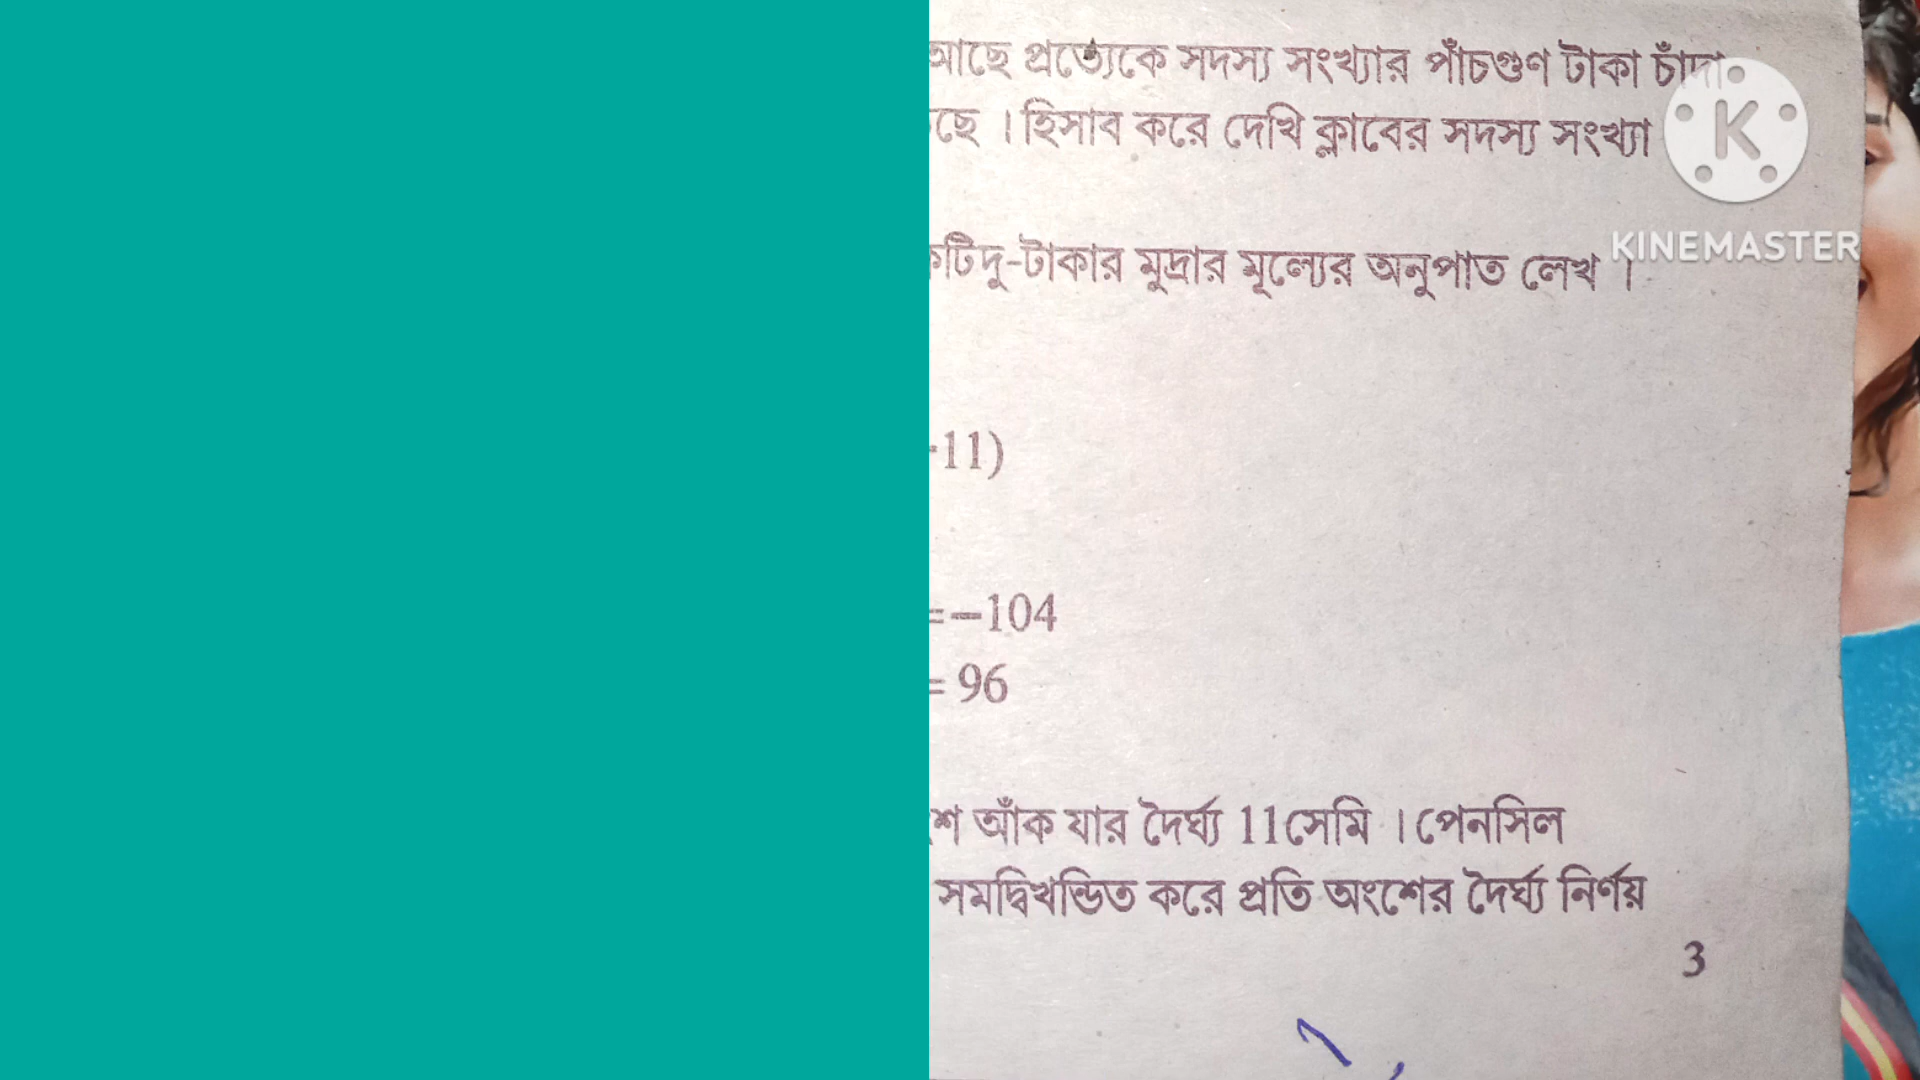 আছে প্রত্যেকে সদস্য সংখ্যার পাঁচগুণ টাকা চাঁদা
ছে । হিসাব করে দেখি ক্লাবের সদস্য সংখ্যা
K
KINEMASTER
টিদু-টাকার মুদ্রার মূল্যের অনুপাত লেখ ।
11)
=-104
= 96
শ আঁক যার দৈর্ঘ্য 11সেমি । পেনসিল
সমদ্বিখন্ডিত করে প্রতি অংশের দৈর্ঘ্য নির্ণয়
3